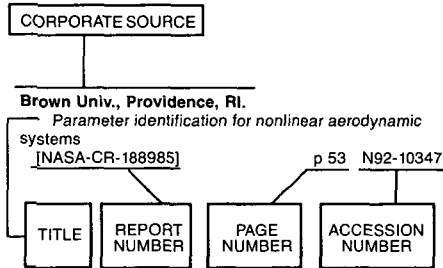 CORPORATE SOURCE
Brown Univ., Providence, RI.
Parameter identification for nonlinear aerodynamic
systems
[NASA-CR-188985] p 53 N92-10347
TITLE REPORT NUMBER PAGE NUMBER ACCESSION NUMBER